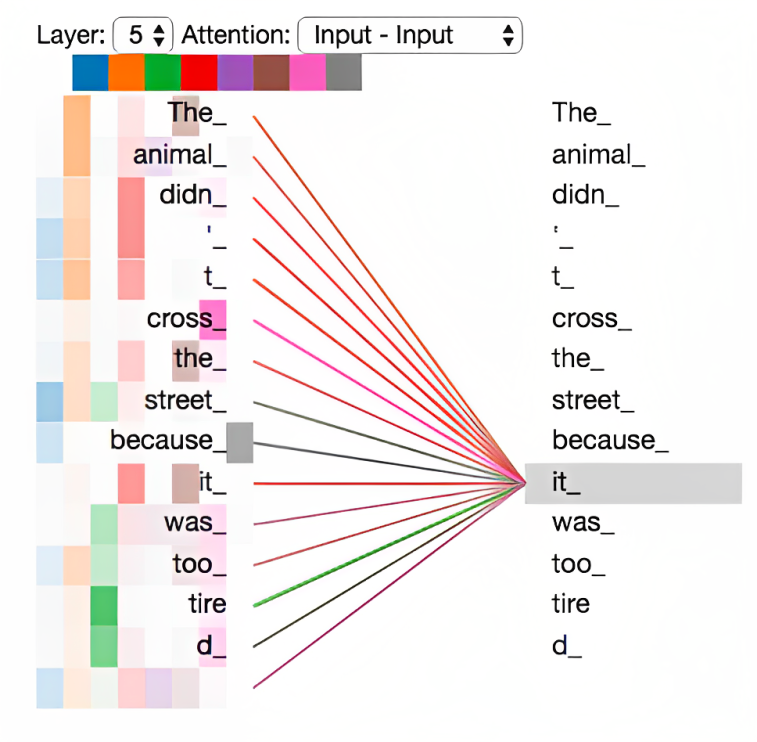 Layer: 5 Attention: Input - Input
The_ The_
animal_ animal_
didn_ didn_
'_ '_
t_ t_
cross_ cross_
the_ the_
street_ street_
because_ because_
it_ it_
was_ was_
too_ too_
tire tire
d_ d_